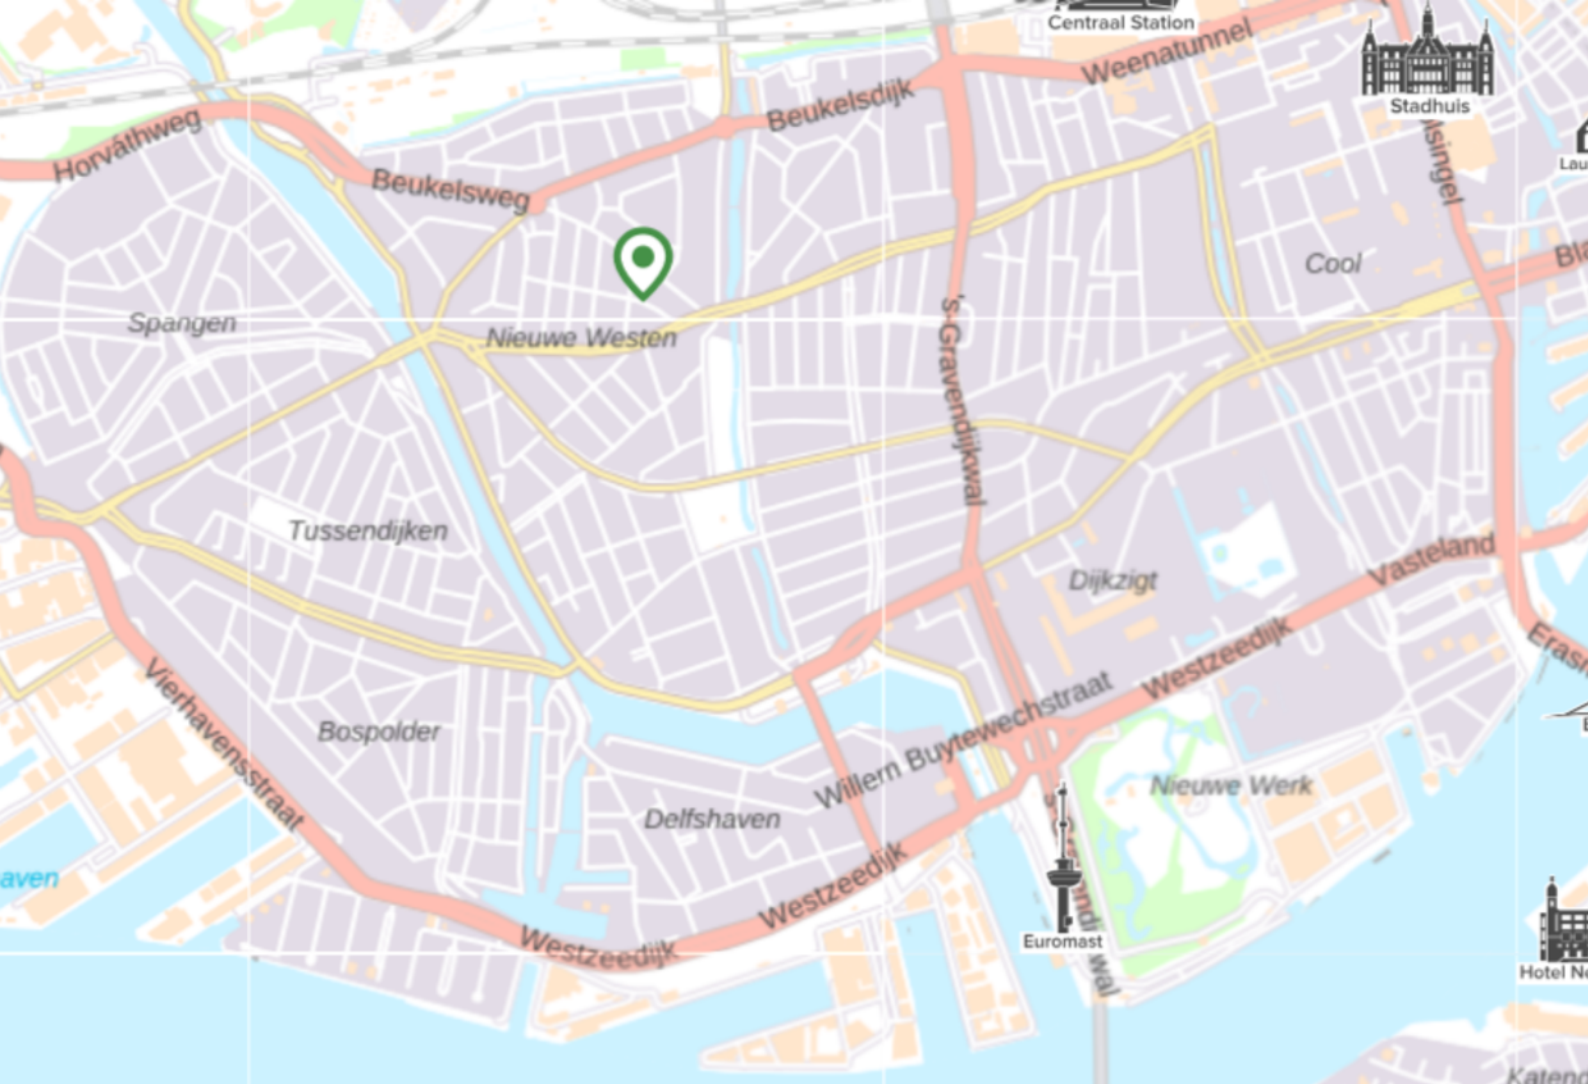 Centraal Station
Weenatunnel
Stadhuis
Beukelsdijk
Horváthweg
Beukelsweg
Cool
Spangen
Nieuwe Westen
's-Gravendijkwal
Tussendijken
Dijkzigt
Vasteland
Westzeedijk
Vierhavensstraat
Bospolder
Willem Buytewechstraat
Nieuwe Werk
Delfshaven
Westzeedijk
Westzeedijk
Euromast